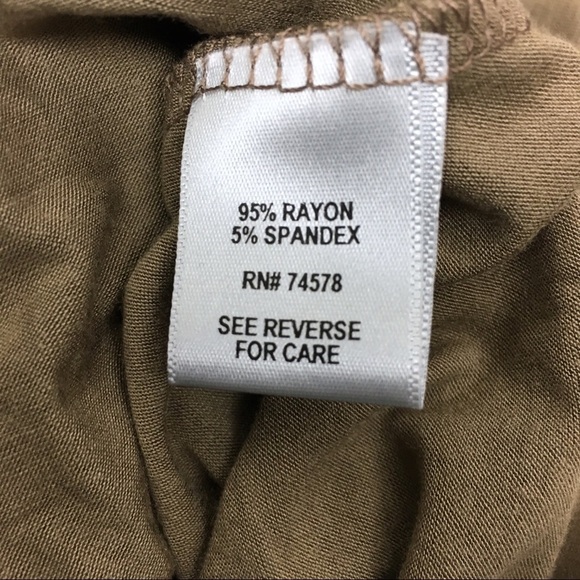 95% RAYON
5% SPANDEX
RN# 74578
SEE REVERSE
FOR CARE